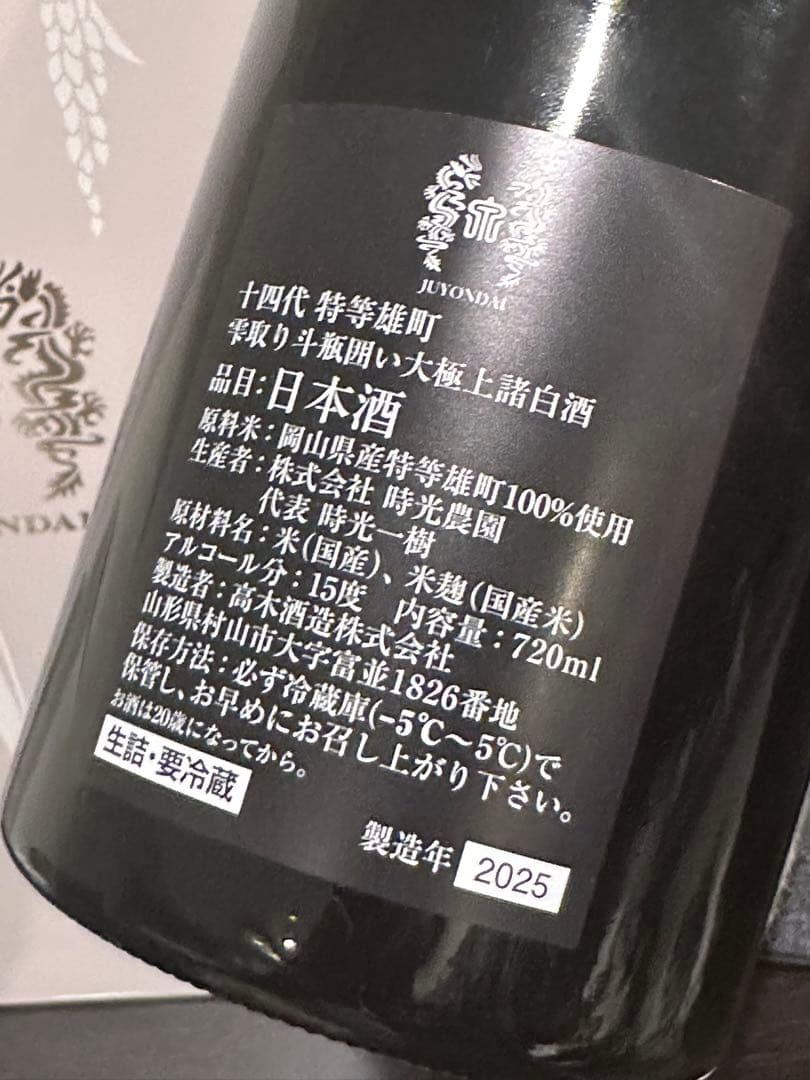 JUYONDAI
十四代 特等雄町
雫取り斗瓶囲い大極上諸白酒
品目：日本酒
原料米：岡山県産特等雄町100%使用
生産者：株式会社 時光農園
代表 時光一樹
原材料名：米(国産)、米麹(国産米)
アルコール分：15度 内容量：720ml
製造者：高木酒造株式会社
山形県村山市大字富並1826番地
保存方法：必ず冷蔵庫(−5℃〜5℃)で
保管し、お早めにお召し上がり下さい。
お酒は20歳になってから。
生詰・要冷蔵
製造年 2025
ONDAI